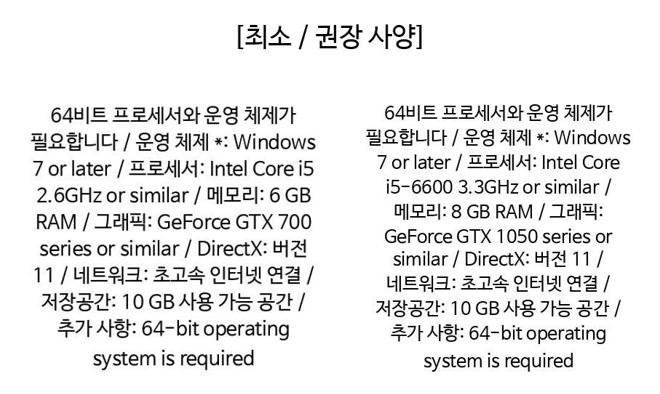 [최소 / 권장 사양]
64비트 프로세서와 운영 체제가
필요합니다 / 운영 체제 *: Windows
7 or later / 프로세서: Intel Core i5
2.6GHz or similar / 메모리: 6 GB
RAM / 그래픽: GeForce GTX 700
series or similar / DirectX: 버전
11 / 네트워크: 초고속 인터넷 연결 /
저장공간: 10 GB 사용 가능 공간 /
추가 사항: 64-bit operating
system is required
64비트 프로세서와 운영 체제가
필요합니다 / 운영 체제 *: Windows
7 or later / 프로세서: Intel Core
i5-6600 3.3GHz or similar /
메모리: 8 GB RAM / 그래픽:
GeForce GTX 1050 series or
similar / DirectX: 버전 11 /
네트워크: 초고속 인터넷 연결 /
저장공간: 10 GB 사용 가능 공간 /
추가 사항: 64-bit operating
system is required